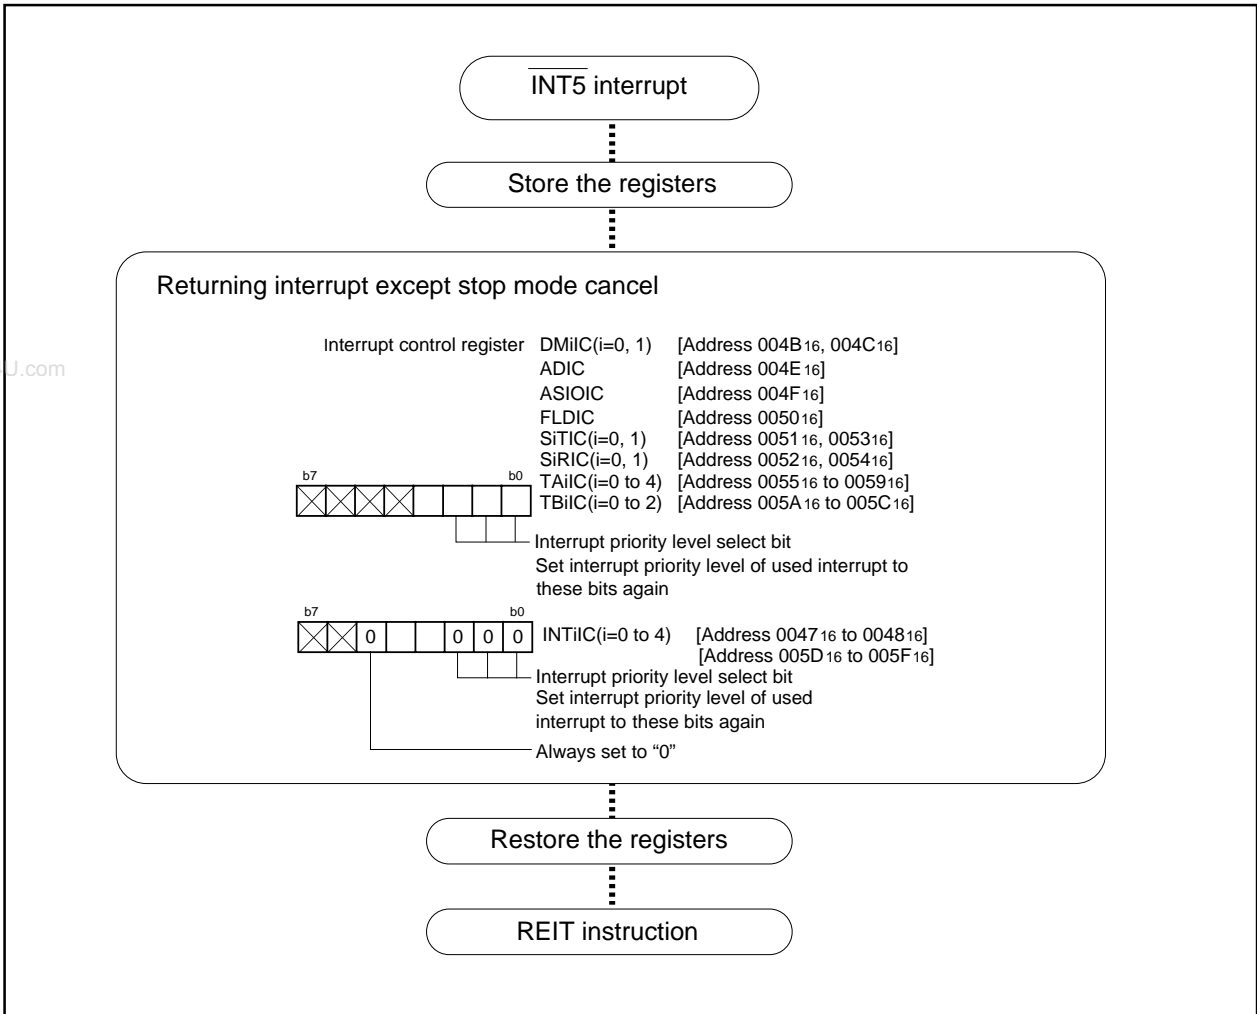 INT5 interrupt
Store the registers
Returning interrupt except stop mode cancel
Interrupt control register DMiIC(i=0, 1) [Address 004B16, 004C16]
U.com
ADIC [Address 004E16]
ASIOIC [Address 004F16]
FLDIC [Address 005016]
SiTIC(i=0, 1) [Address 005116, 005316]
SiRIC(i=0, 1) [Address 005216, 005416]
b7 b0 TAiIC(i=0 to 4) [Address 005516 to 005916]
TBiIC(i=0 to 2) [Address 005A16 to 005C16]
Interrupt priority level select bit
Set interrupt priority level of used interrupt to
these bits again
b7 b0
0 0 0 0 INTiIC(i=0 to 4) [Address 004716 to 004816]
[Address 005D16 to 005F16]
Interrupt priority level select bit
Set interrupt priority level of used
interrupt to these bits again
Always set to “0”
Restore the registers
REIT instruction